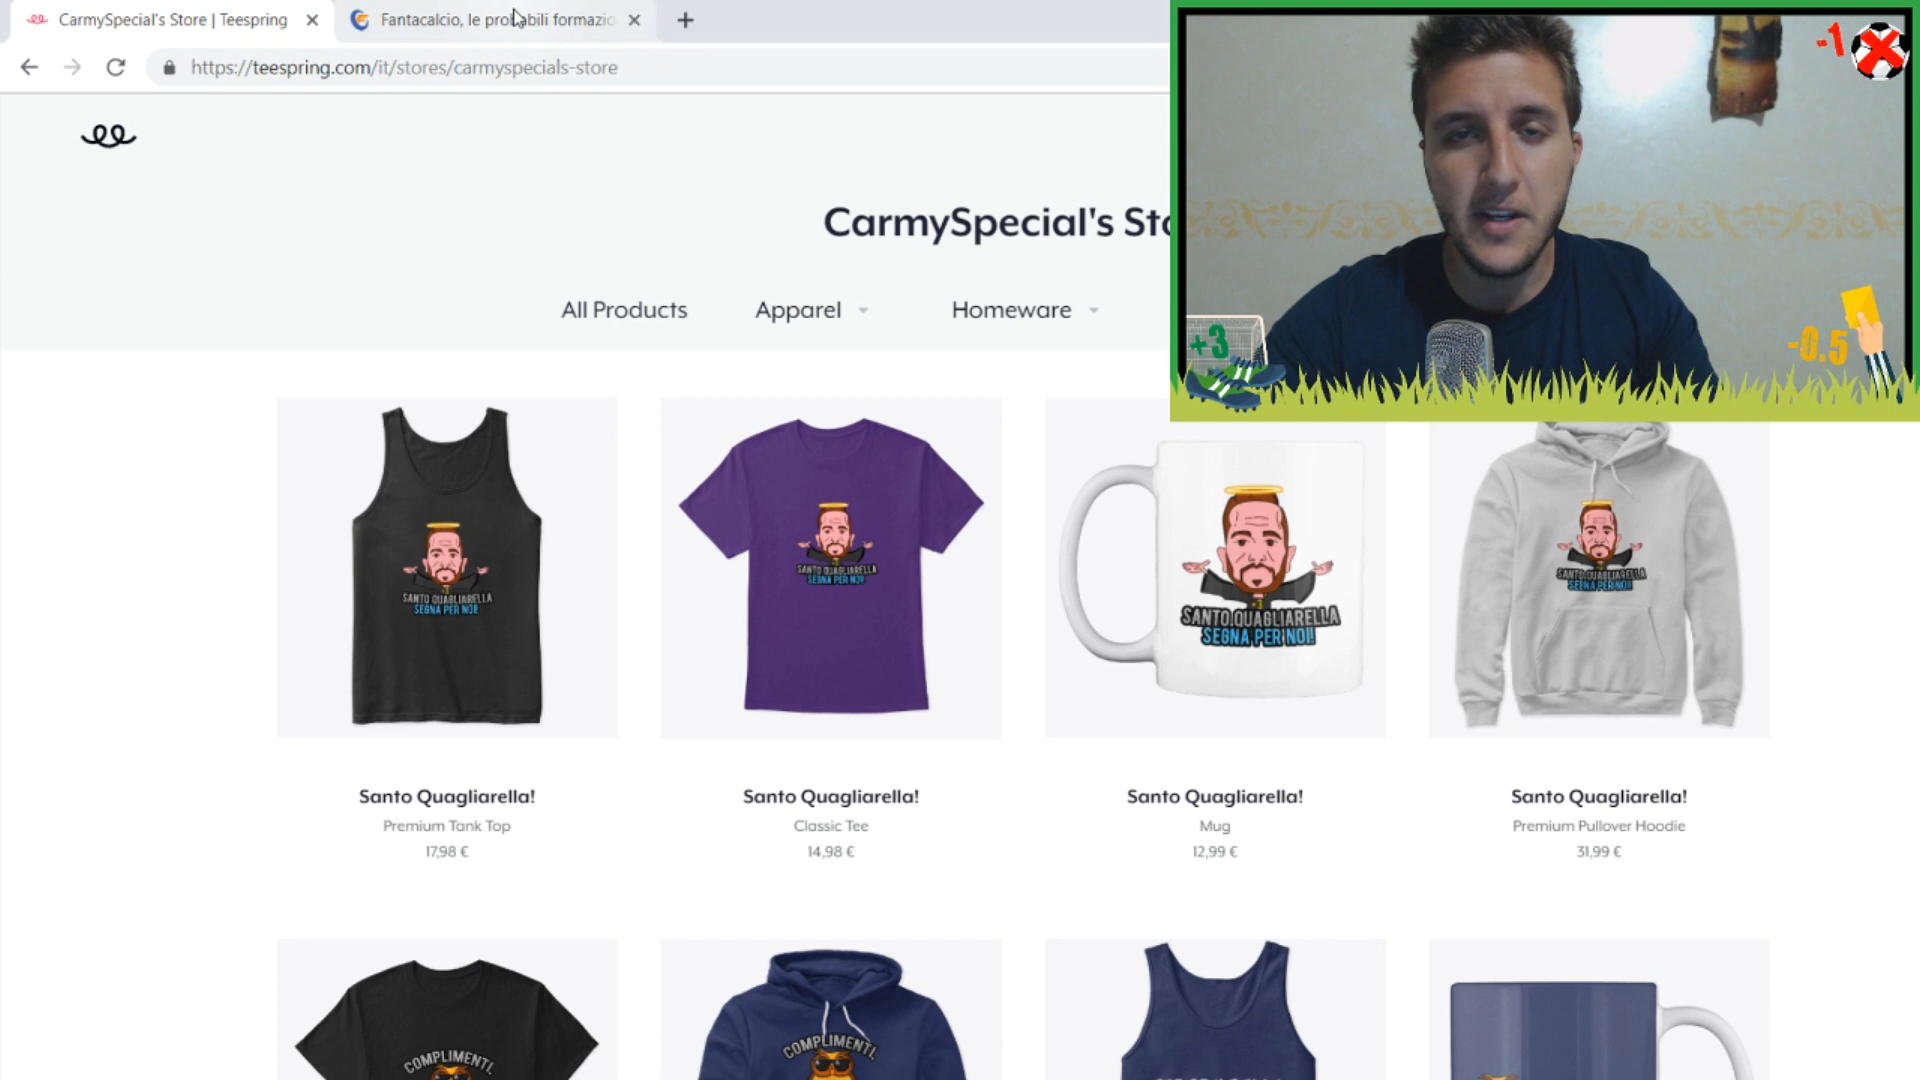 CarmySpecial's Store | Teespring
Fantacalcio, le probabili formazio
https://teespring.com/it/stores/carmyspecials-store
CarmySpecial's Sto
All Products
Apparel
Homeware
-1
+3
-0.5
SANTO QUAGLIARELLA
SEGNA PER NOI!
SANTO QUAGLIARELLA
SEGNA PER NOI!
SANTO QUAGLIARELLA
SEGNA PER NOI!
SANTO QUAGLIARELLA
SEGNA PER NOI!
Santo Quagliarella!
Premium Tank Top
17,98 €
Santo Quagliarella!
Classic Tee
14,98 €
Santo Quagliarella!
Mug
12,99 €
Santo Quagliarella!
Premium Pullover Hoodie
31,99 €
COMPLIMENTI,
COMPLIMENTI,